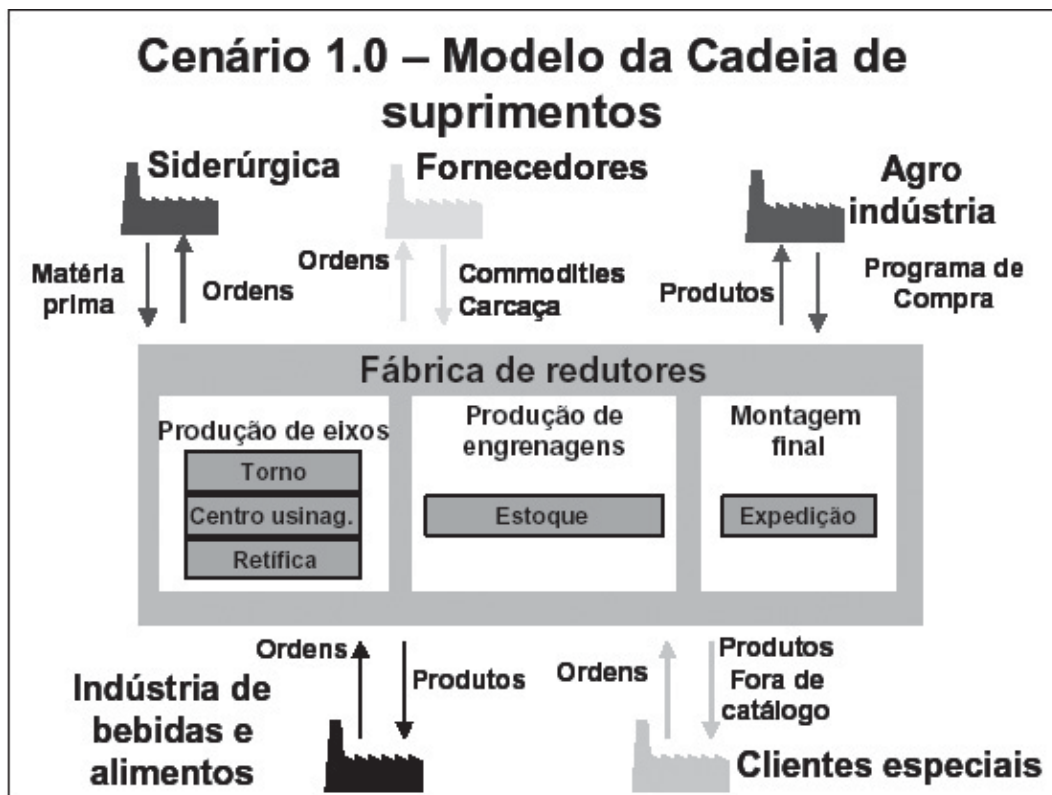 Cenário 1.0 – Modelo da Cadeia de
suprimentos
Siderúrgica
Fornecedores
Agro
indústria
Matéria
prima
Ordens
Ordens
Commodities
Carcaça
Produtos
Programa de
Compra
Fábrica de redutores
Produção de eixos
Torno
Centro usinag.
Retífica
Produção de
engrenagens
Estoque
Montagem
final
Expedição
Ordens
Produtos
Indústria de
bebidas e
alimentos
Ordens
Produtos
Fora de
catálogo
Clientes especiais